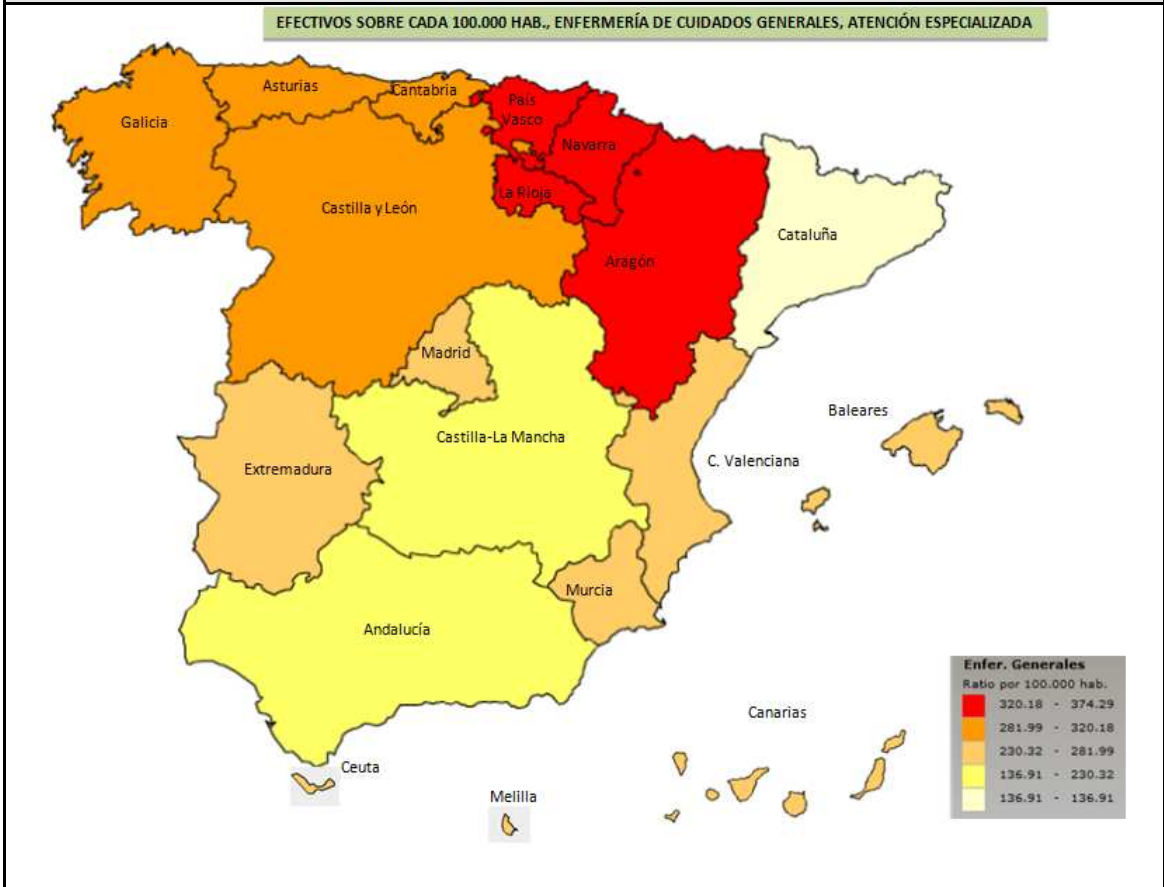 EFECTIVOS SOBRE CADA 100.000 HAB., ENFERMERÍA DE CUIDADOS GENERALES, ATENCIÓN ESPECIALIZADA
Asturias
Cantabria
País
Vasco
Galicia
Navarra
La Rioja
Castilla y León
Cataluña
Aragón
Madrid
Baleares
Castilla-La Mancha
C. Valenciana
Extremadura
Murcia
Andalucía
Enfer. Generales
Ratio por 100.000 hab.
320.18 - 374.29
281.99 - 320.18
230.32 - 281.99
136.91 - 230.32
136.91 - 136.91
Canarias
Ceuta
Melilla